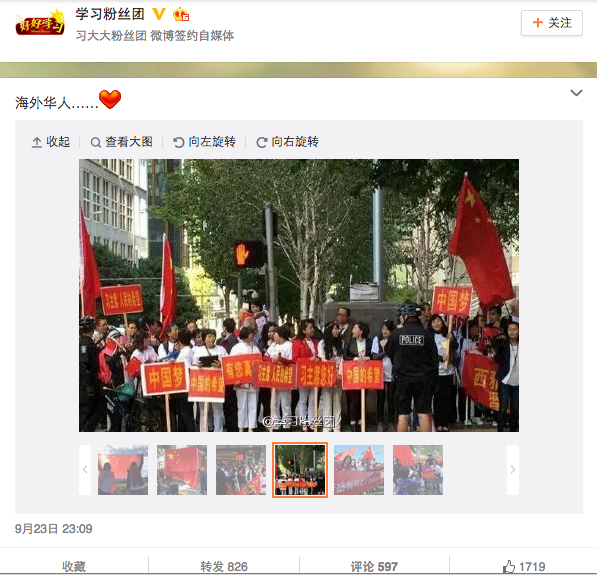 好好学习
学习粉丝团
习大大粉丝团 微博签约自媒体
+ 关注
海外华人......
收起
查看大图
向左旋转
向右旋转
习主席 人民的希望
中国梦
POLICE
中国梦
中国的希望
有您真
习主席 人民的希望
习主席您好
中国的希望
@学习粉丝团
9月23日 23:09
收藏
转发 826
评论 597
1719